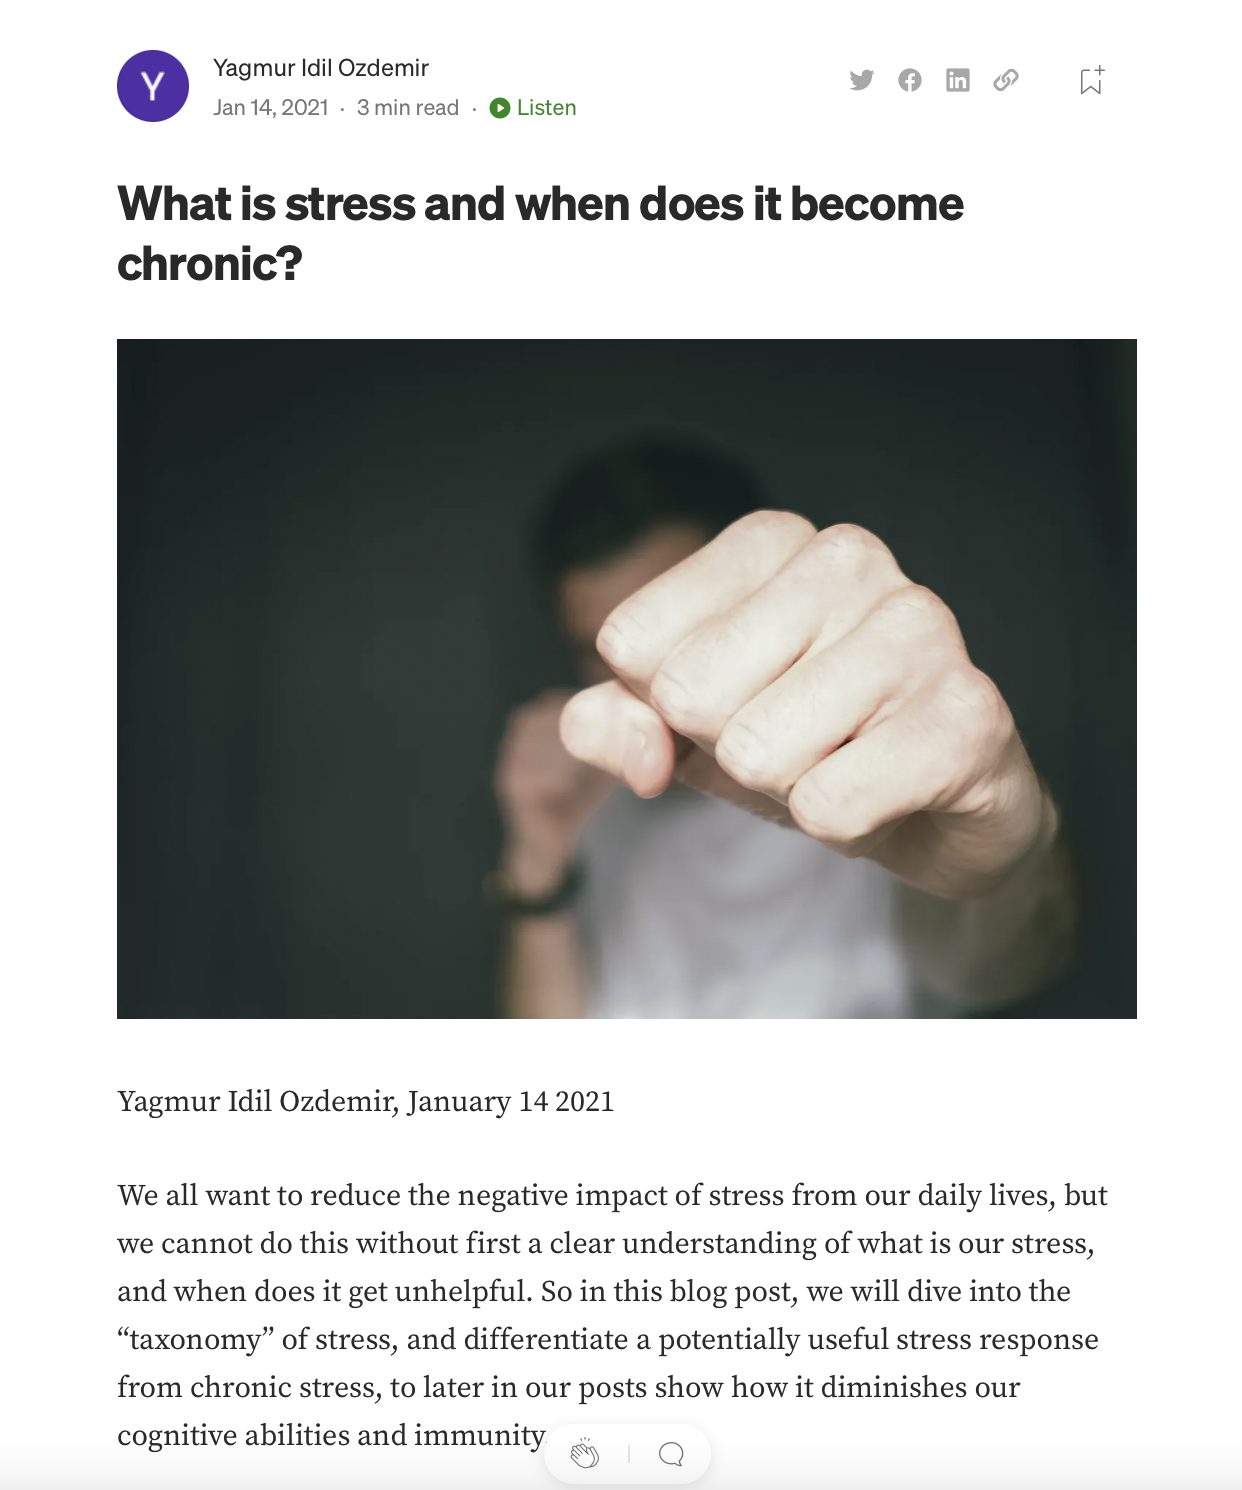 Y
Yagmur Idil Ozdemir
Jan 14, 2021 · 3 min read · Listen
What is stress and when does it become
chronic?
Yagmur Idil Ozdemir, January 14 2021
We all want to reduce the negative impact of stress from our daily lives, but
we cannot do this without first a clear understanding of what is our stress,
and when does it get unhelpful. So in this blog post, we will dive into the
“taxonomy” of stress, and differentiate a potentially useful stress response
from chronic stress, to later in our posts show how it diminishes our
cognitive abilities and immunity.